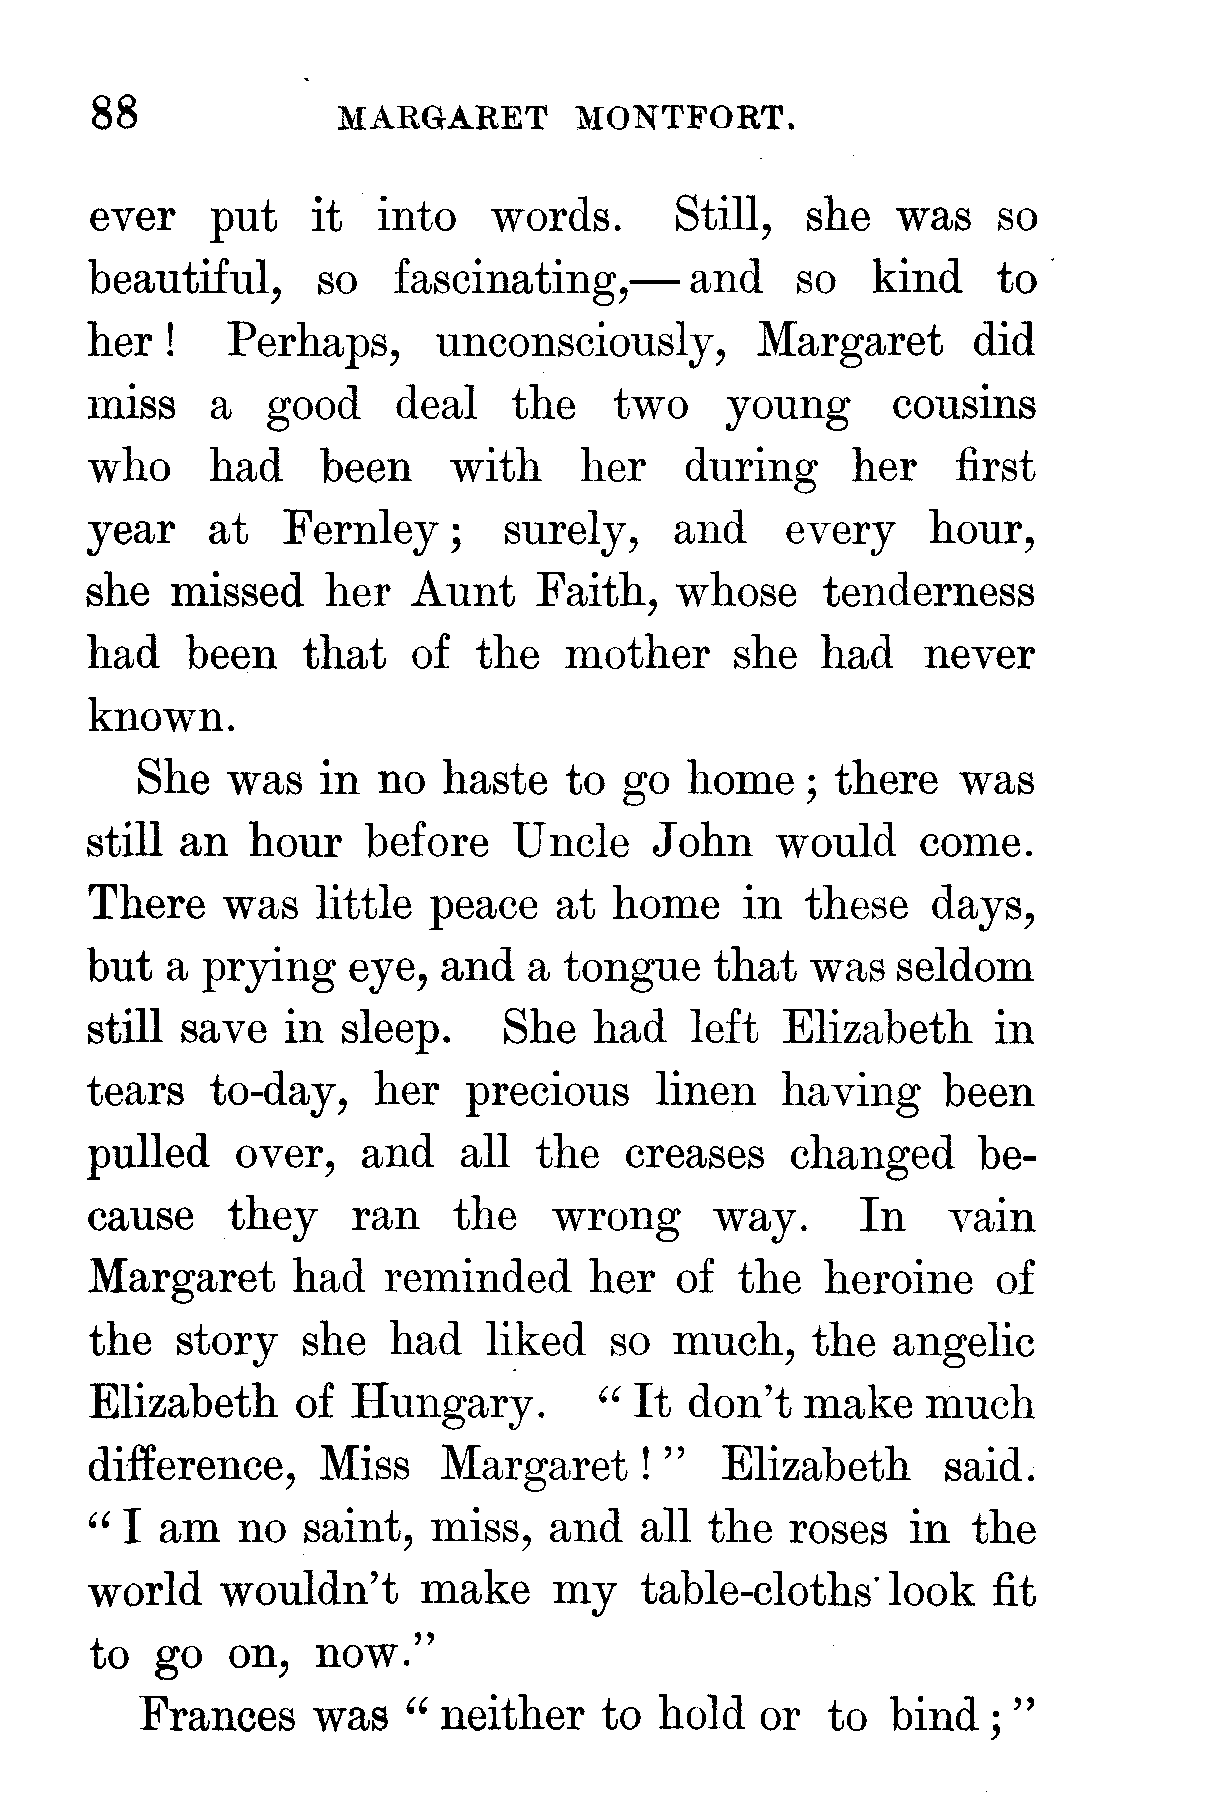 88 MARGARET MONTFORT.
ever put it into words. Still, she was so
beautiful, so fascinating,— and so kind to
her! Perhaps, unconsciously, Margaret did
miss a good deal the two young cousins
who had been with her during her first
year at Fernley; surely, and every hour,
she missed her Aunt Faith, whose tenderness
had been that of the mother she had never
known.
She was in no haste to go home; there was
still an hour before Uncle John would come.
There was little peace at home in these days,
but a prying eye, and a tongue that was seldom
still save in sleep. She had left Elizabeth in
tears to-day, her precious linen having been
pulled over, and all the creases changed be-
cause they ran the wrong way. In vain
Margaret had reminded her of the heroine of
the story she had liked so much, the angelic
Elizabeth of Hungary. “It don’t make much
difference, Miss Margaret!” Elizabeth said.
“I am no saint, miss, and all the roses in the
world wouldn’t make my table-cloths look fit
to go on, now.”
Frances was “neither to hold or to bind;”